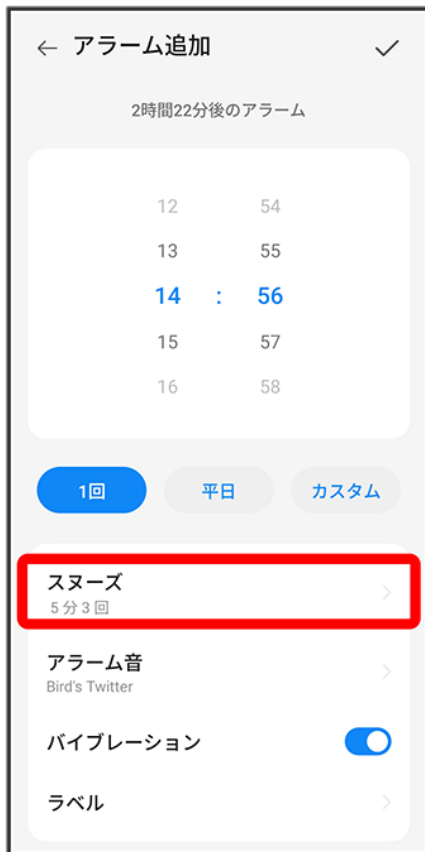 アラーム追加
2時間22分後のアラーム
12 54
13 55
14 : 56
15 57
16 58
1回 平日 カスタム
スヌーズ
5分3回
アラーム音
Bird's Twitter
バイブレーション
ラベル